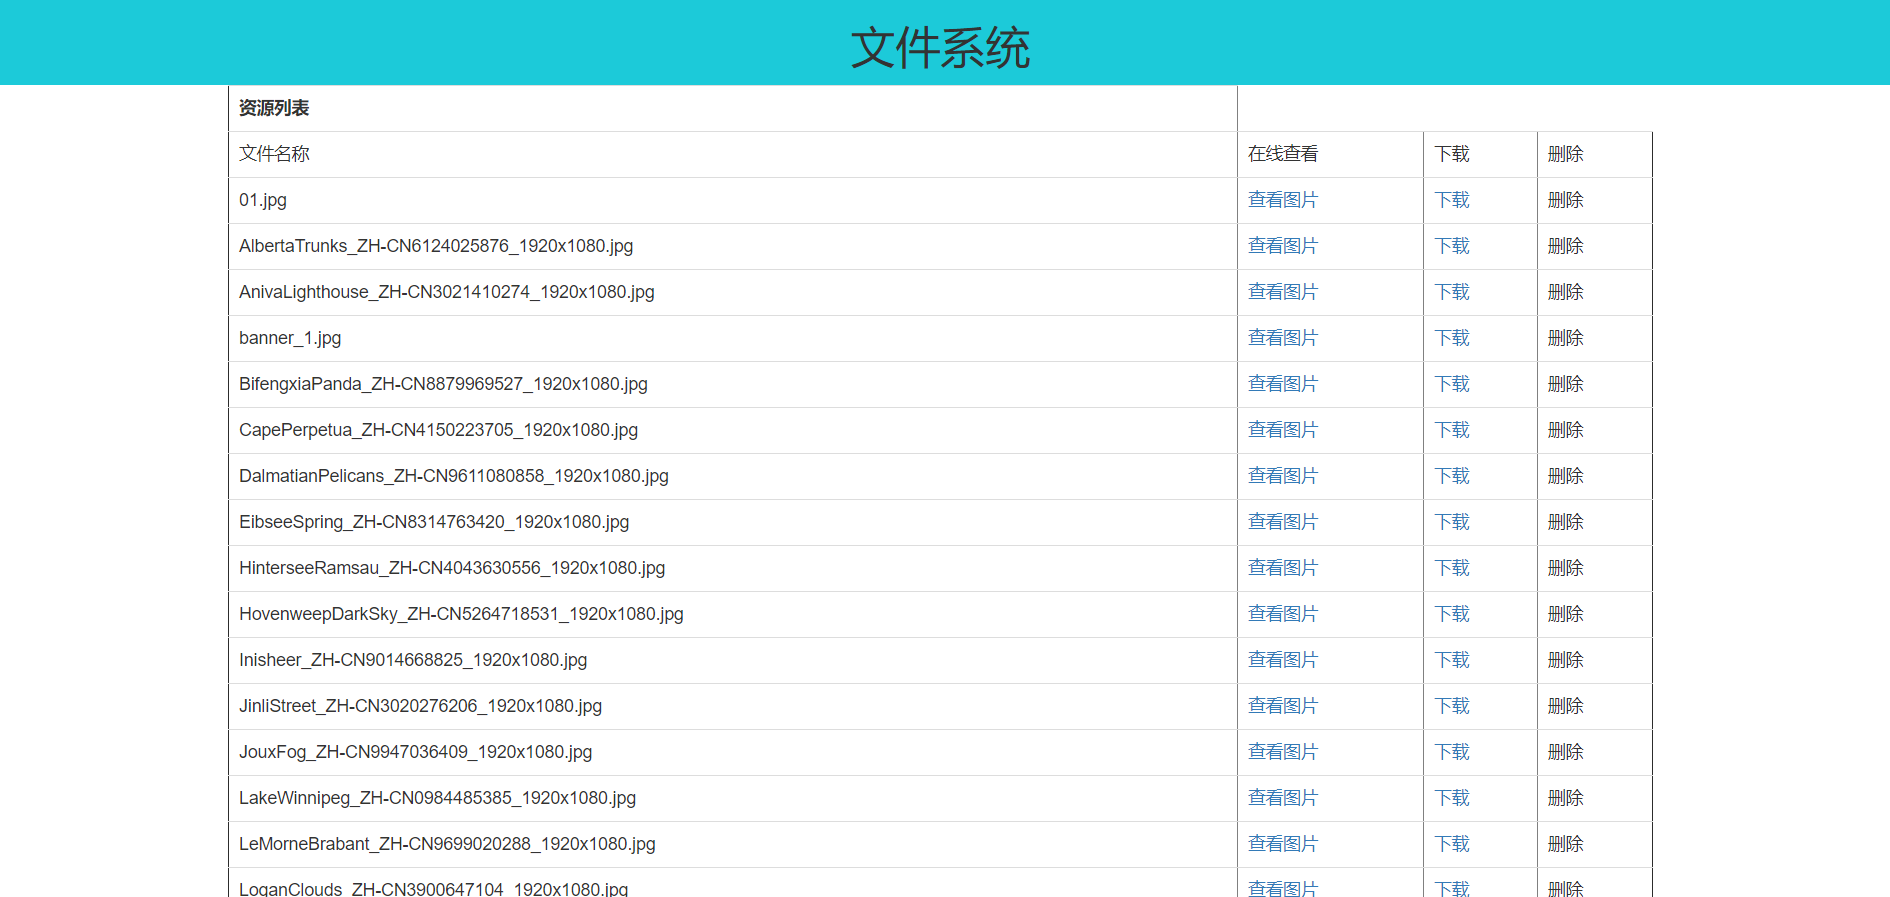 文件系统
资源列表
文件名称 在线查看 下载 删除
01.jpg 查看图片 下载 删除
AlbertaTrunks_ZH-CN6124025876_1920x1080.jpg 查看图片 下载 删除
AnivaLighthouse_ZH-CN3021410274_1920x1080.jpg 查看图片 下载 删除
banner_1.jpg 查看图片 下载 删除
BifengxiaPanda_ZH-CN8879969527_1920x1080.jpg 查看图片 下载 删除
CapePerpetua_ZH-CN4150223705_1920x1080.jpg 查看图片 下载 删除
DalmatianPelicans_ZH-CN9611080858_1920x1080.jpg 查看图片 下载 删除
EibseeSpring_ZH-CN8314763420_1920x1080.jpg 查看图片 下载 删除
HinterseeRamsau_ZH-CN4043630556_1920x1080.jpg 查看图片 下载 删除
HovenweepDarkSky_ZH-CN5264718531_1920x1080.jpg 查看图片 下载 删除
Inisheer_ZH-CN9014668825_1920x1080.jpg 查看图片 下载 删除
JinliStreet_ZH-CN3020276206_1920x1080.jpg 查看图片 下载 删除
JouxFog_ZH-CN9947036409_1920x1080.jpg 查看图片 下载 删除
LakeWinnipeg_ZH-CN0984485385_1920x1080.jpg 查看图片 下载 删除
LeMorneBrabant_ZH-CN9699020288_1920x1080.jpg 查看图片 下载 删除
LoganClouds_ZH-CN3900647104_1920x1080.jpg 查看图片 下载 删除